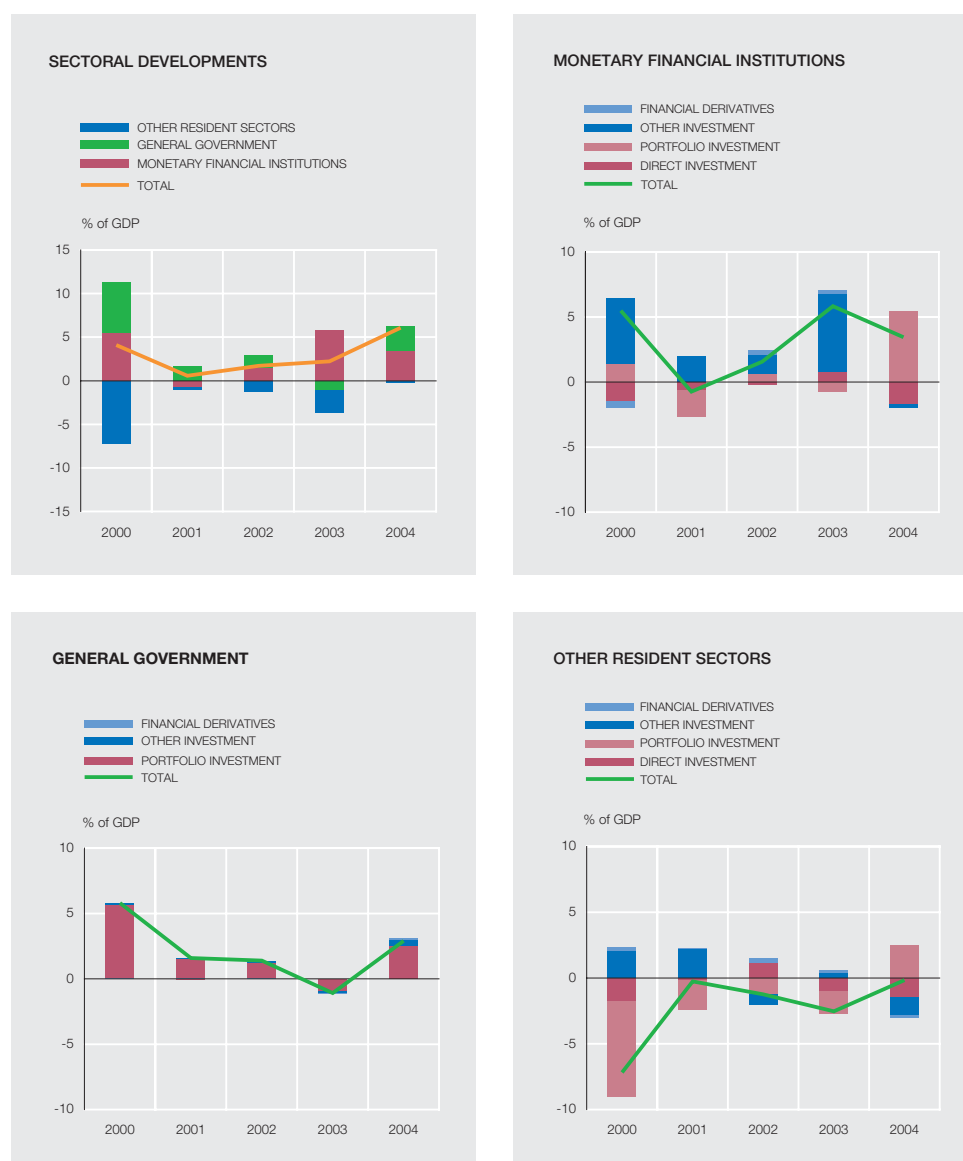 SECTORAL DEVELOPMENTS
OTHER RESIDENT SECTORS
GENERAL GOVERNMENT
MONETARY FINANCIAL INSTITUTIONS
TOTAL
% of GDP
15
10
5
0
-5
-10
-15
2000 2001 2002 2003 2004
MONETARY FINANCIAL INSTITUTIONS
FINANCIAL DERIVATIVES
OTHER INVESTMENT
PORTFOLIO INVESTMENT
DIRECT INVESTMENT
TOTAL
% of GDP
10
5
0
-5
-10
2000 2001 2002 2003 2004
GENERAL GOVERNMENT
FINANCIAL DERIVATIVES
OTHER INVESTMENT
PORTFOLIO INVESTMENT
TOTAL
% of GDP
10
5
0
-5
-10
2000 2001 2002 2003 2004
OTHER RESIDENT SECTORS
FINANCIAL DERIVATIVES
OTHER INVESTMENT
PORTFOLIO INVESTMENT
DIRECT INVESTMENT
TOTAL
% of GDP
10
5
0
-5
-10
2000 2001 2002 2003 2004